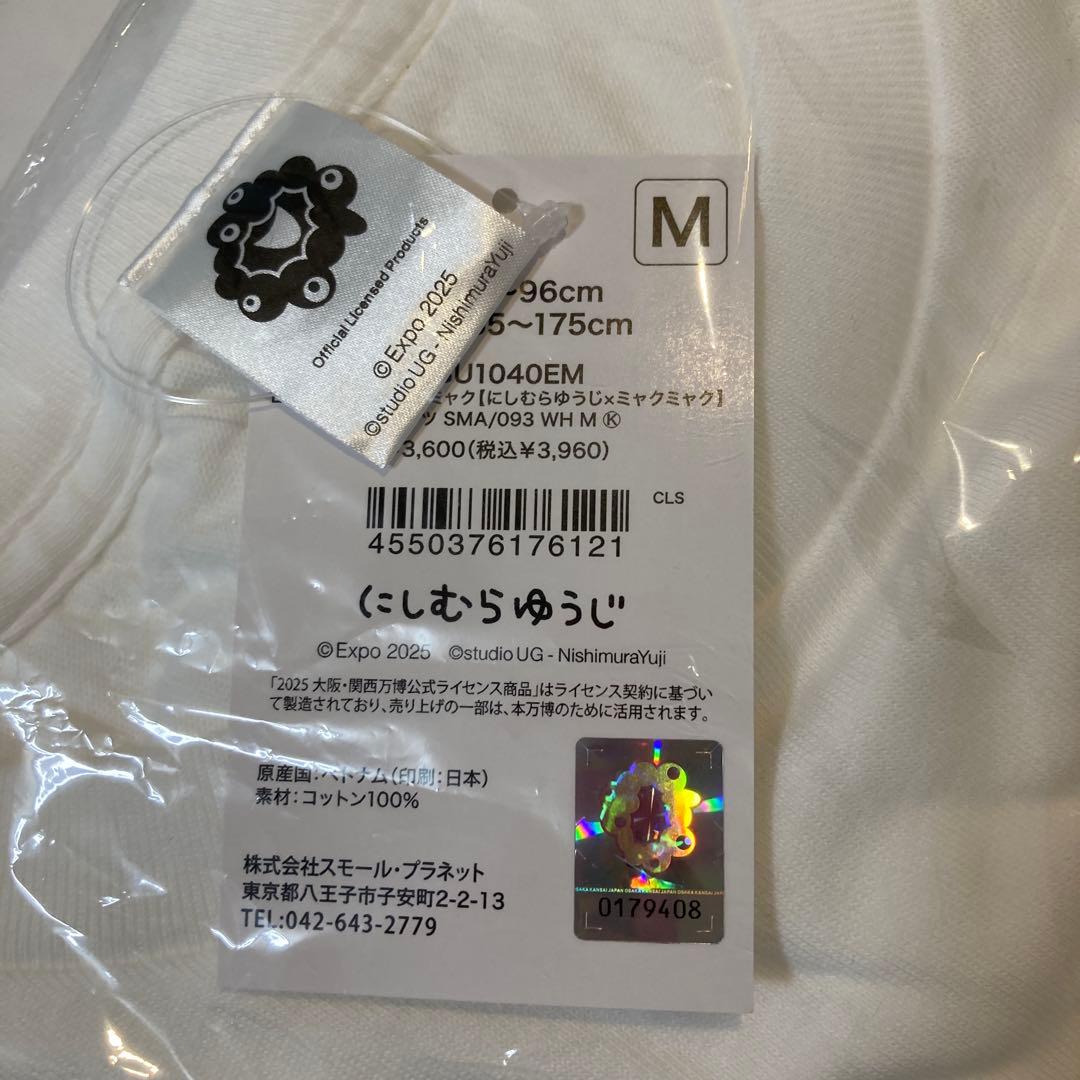 Official Licensed Products
©Expo 2025
©studio UG - NishimuraYuji
M
~96cm
5~175cm
U1040EM
ミャク【にしむらゆうじ×ミャクミャク】
ツ SMA/093 WH M Ⓚ
3,600(税込¥3,960)
CLS
4550376176121
にしむらゆうじ
©Expo 2025 ©studio UG - NishimuraYuji
「2025 大阪・関西万博公式ライセンス商品」はライセンス契約に基づい
て製造されており、売り上げの一部は、本万博のために活用されます。
原産国:ベトナム(印刷:日本)
素材:コットン100%
株式会社スモール・プラネット
東京都八王子市子安町2-2-13
TEL:042-643-2779
OSAKA KANSAI JAPAN OSAKA KANSAI JAPAN
0179408